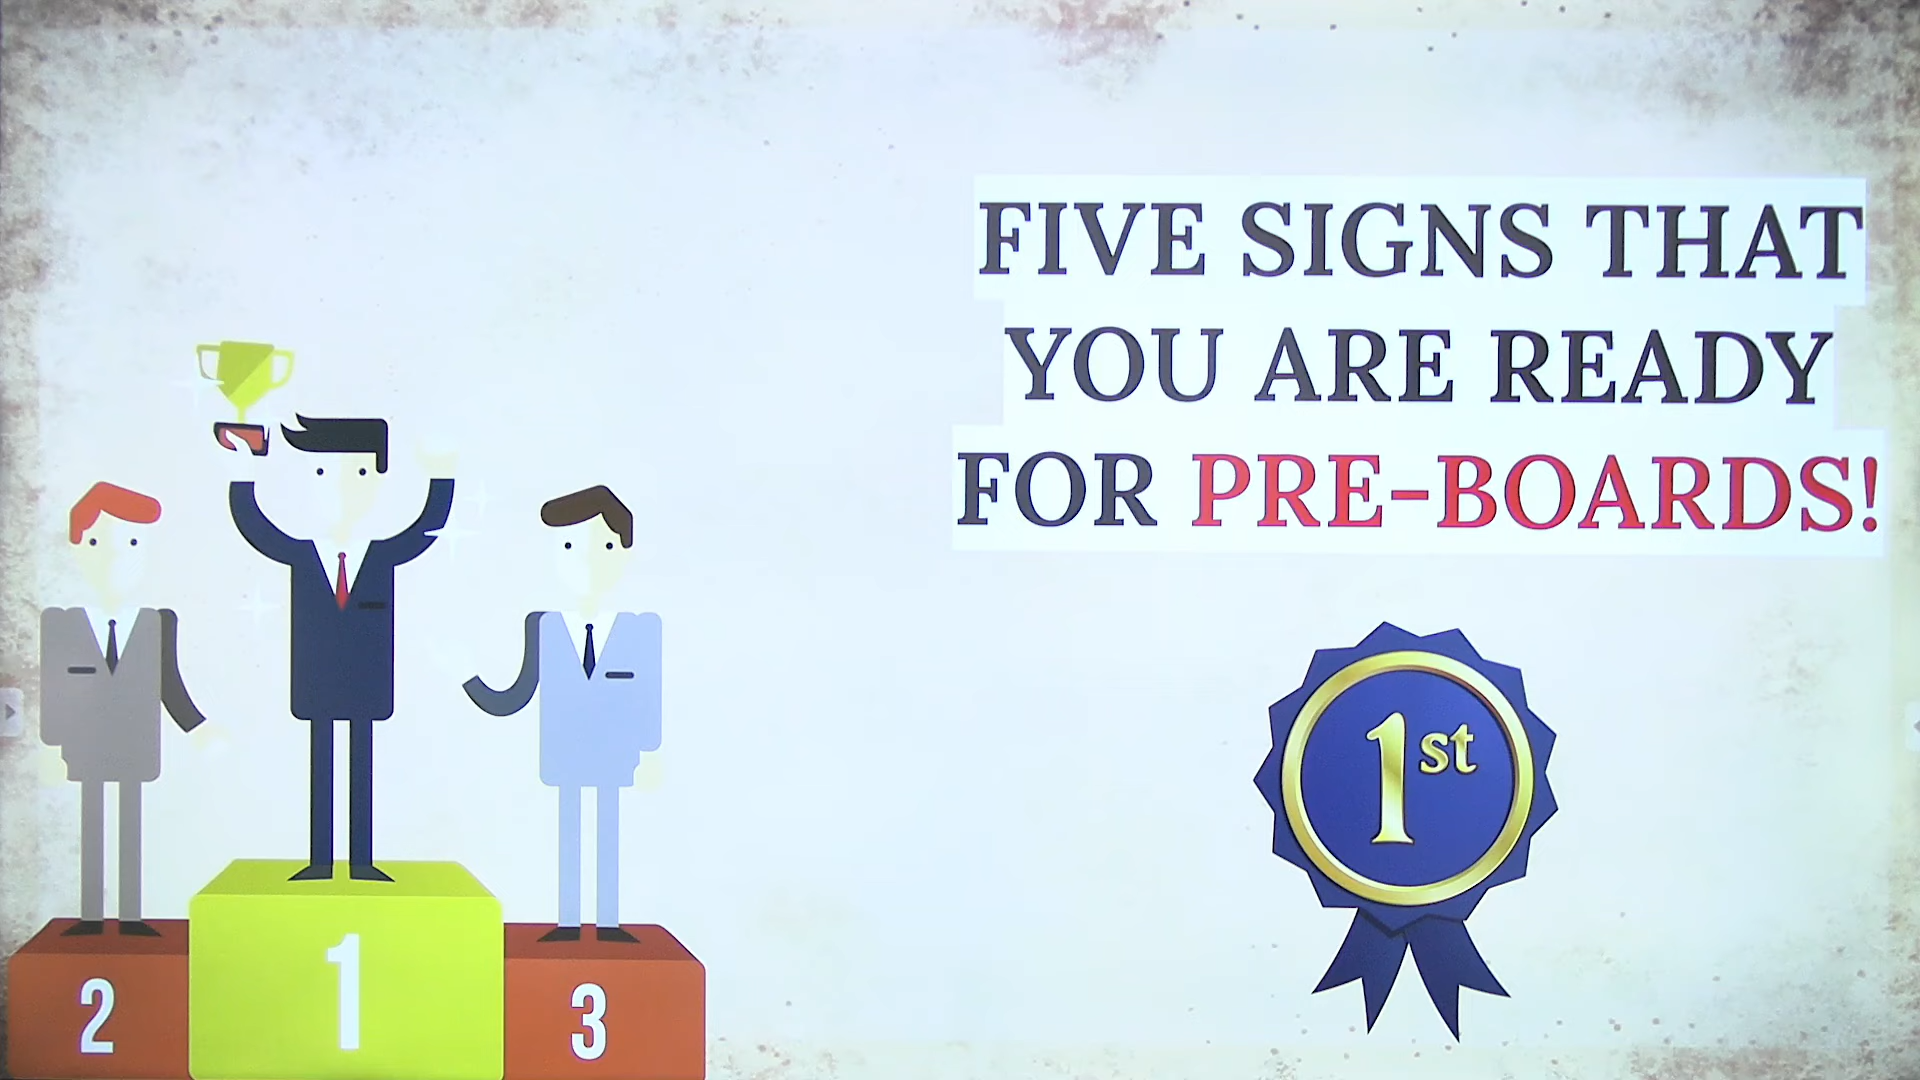 FIVE SIGNS THAT
YOU ARE READY
FOR PRE-BOARDS!
1st
1
2
3